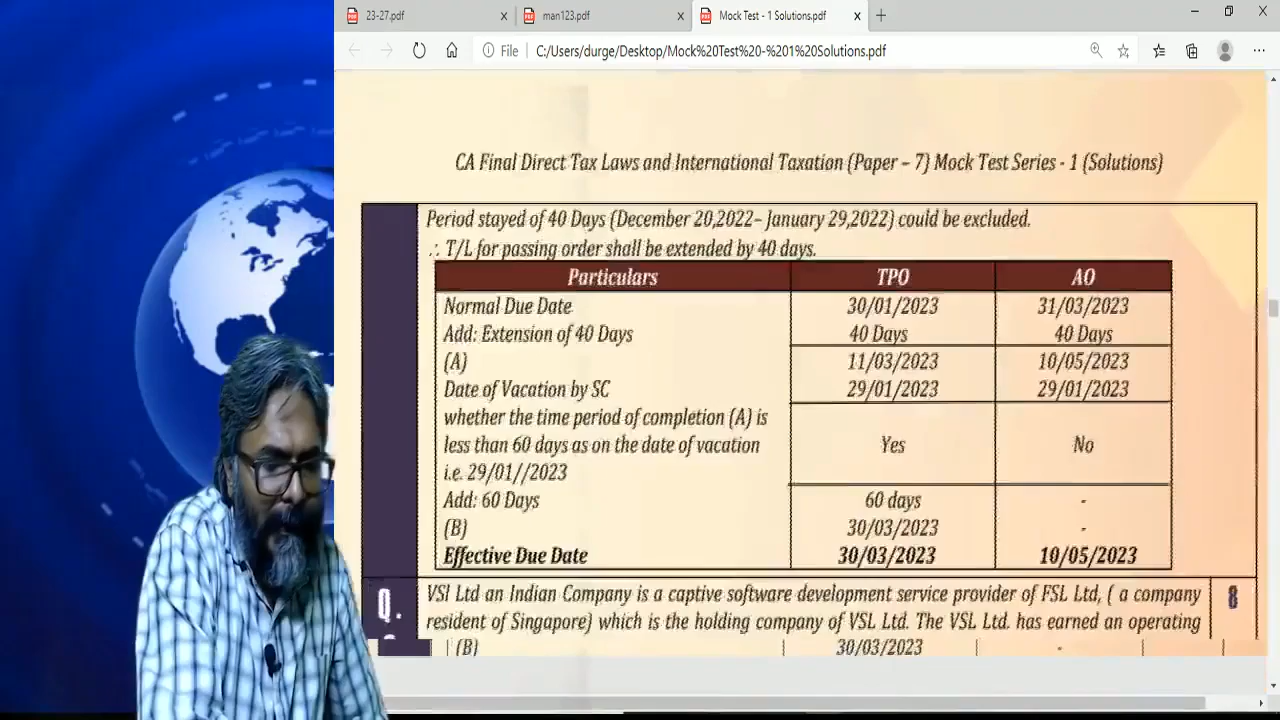 23-27.pdf
man123.pdf
Mock Test - 1 Solutions.pdf
File
C:/Users/durge/Desktop/Mock%20Test%20-%201%20Solutions.pdf
CA Final Direct Tax Laws and International Taxation (Paper – 7) Mock Test Series - 1 (Solutions)
Period stayed of 40 Days (December 20,2022– January 29,2022) could be excluded.
∴ T/L for passing order shall be extended by 40 days.
Particulars TPO AO
Normal Due Date 30/01/2023 31/03/2023
Add: Extension of 40 Days 40 Days 40 Days
(A) 11/03/2023 10/05/2023
Date of Vacation by SC 29/01/2023 29/01/2023
whether the time period of completion (A) is
less than 60 days as on the date of vacation Yes No
i.e. 29/01//2023
Add: 60 Days 60 days -
(B) 30/03/2023 -
Effective Due Date 30/03/2023 10/05/2023
Q. VSl Ltd an Indian Company is a captive software development service provider of FSL Ltd, ( a company 8
resident of Singapore) which is the holding company of VSL Ltd. The VSL Ltd. has earned an operating
(B) 30/03/2023 -